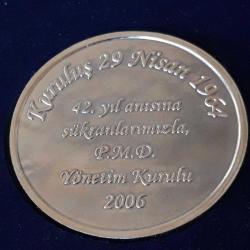 Kuruluş 29 Nisan 1964
42. yıl anısına
şükranlarımızla,
P.M.D.
Yönetim Kurulu
2006